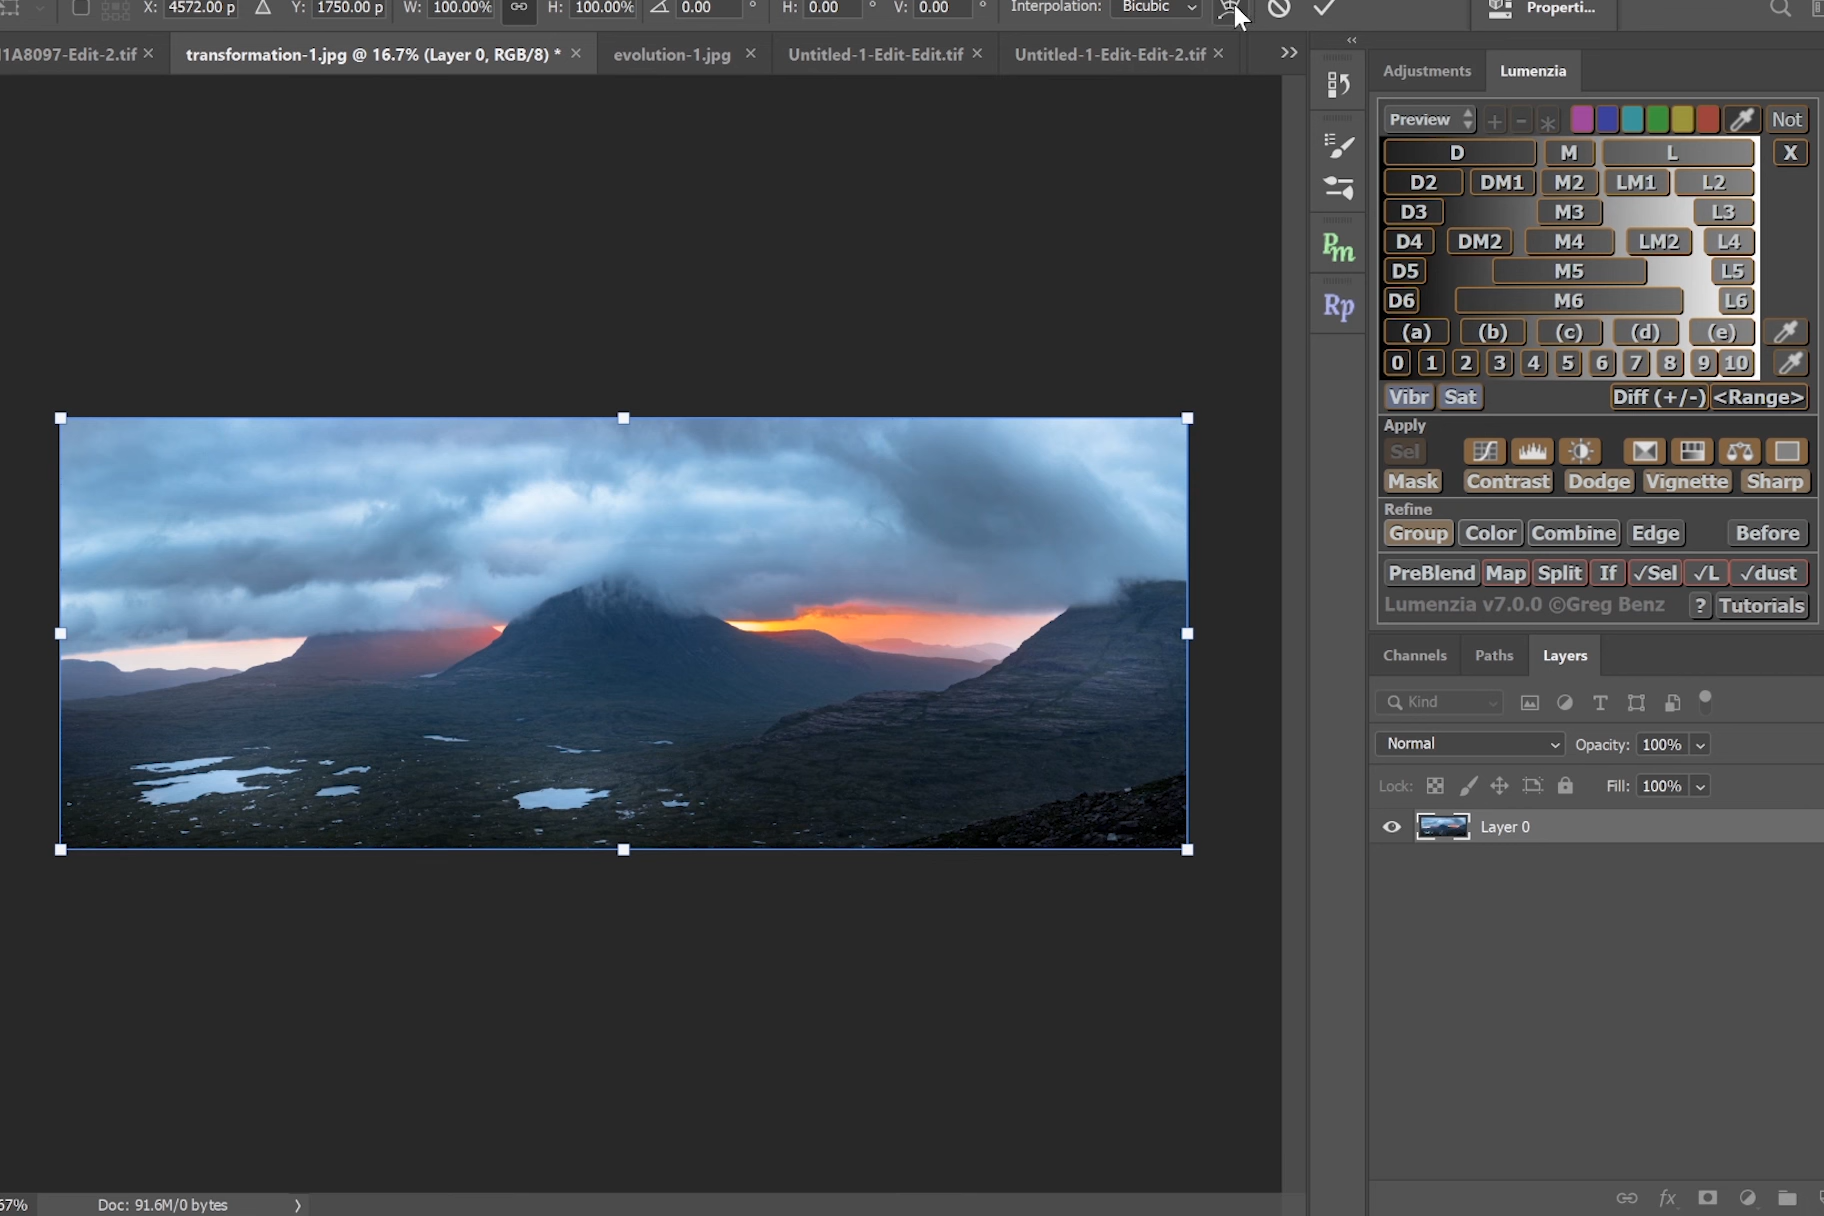 X: 4572.00 p Y: 1750.00 p W: 100.00% H: 100.00% 0.00 ° H: 0.00 ° V: 0.00 ° Interpolation: Bicubic Properti...
1A8097-Edit-2.tif × transformation-1.jpg @ 16.7% (Layer 0, RGB/8) * × evolution-1.jpg × Untitled-1-Edit-Edit.tif × Untitled-1-Edit-Edit-2.tif × >>
Adjustments Lumenzia
Preview + - * Not
D M L X
D2 DM1 M2 LM1 L2
D3 M3 L3
Pm
D4 DM2 M4 LM2 L4
D5 M5 L5
D6 M6 L6
Rp
(a) (b) (c) (d) (e)
0 1 2 3 4 5 6 7 8 9 10
Vibr Sat Diff (+/-) <Range>
Apply
Sel
Mask Contrast Dodge Vignette Sharp
Refine
Group Color Combine Edge Before
PreBlend Map Split If √Sel √L √dust
Lumenzia v7.0.0 ©Greg Benz ? Tutorials
Channels Paths Layers
Kind
Normal Opacity: 100%
Lock: Fill: 100%
Layer 0
67% Doc: 91.6M/0 bytes >
fx